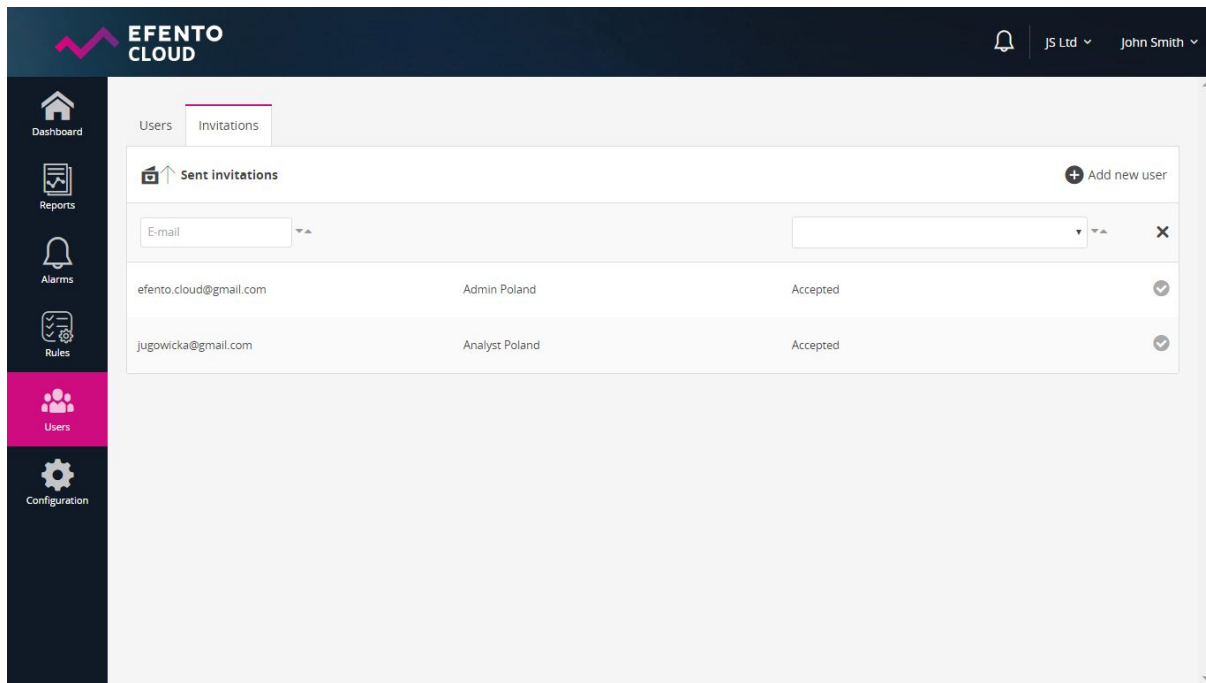 EFENTO
CLOUD
JS Ltd
John Smith
Dashboard
Reports
Alarms
Rules
Users
Configuration
Users Invitations
Sent invitations
Add new user
E-mail
efento.cloud@gmail.com Admin Poland Accepted
jugowicka@gmail.com Analyst Poland Accepted